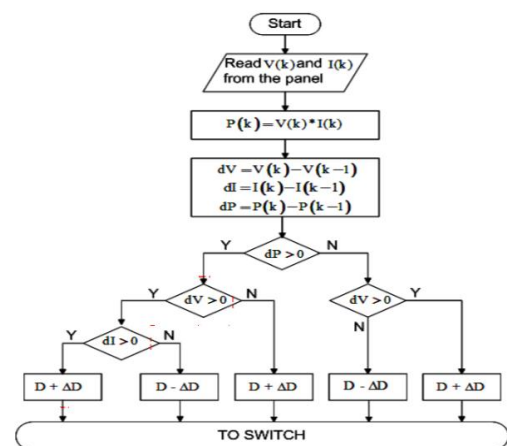 Start
Read V(k) and I(k)
from the panel
P(k)=V(k)*I(k)
dV=V(k)-V(k-1)
dI=I(k)-I(k-1)
dP=P(k)-P(k-1)
Y
dP>0
N
Y
dV>0
N
dV>0
Y
N
Y
dI>0
N
D + ΔD
D - ΔD
D + ΔD
D - ΔD
D + ΔD
TO SWITCH